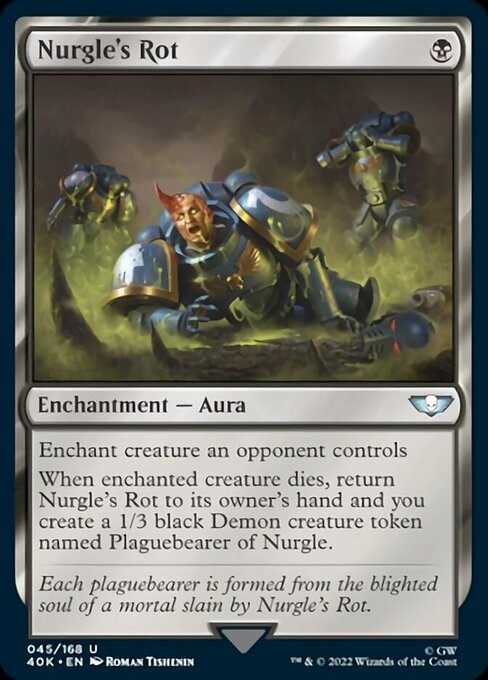 Nurgle's Rot
Enchantment — Aura
Enchant creature an opponent controls
When enchanted creature dies, return
Nurgle's Rot to its owner's hand and you
create a 1/3 black Demon creature token
named Plaguebearer of Nurgle.
Each plaguebearer is formed from the blighted
soul of a mortal slain by Nurgle's Rot.
045/168 U
© GW
40K • EN Roman Tishenin
™ & © 2022 Wizards of the Coast